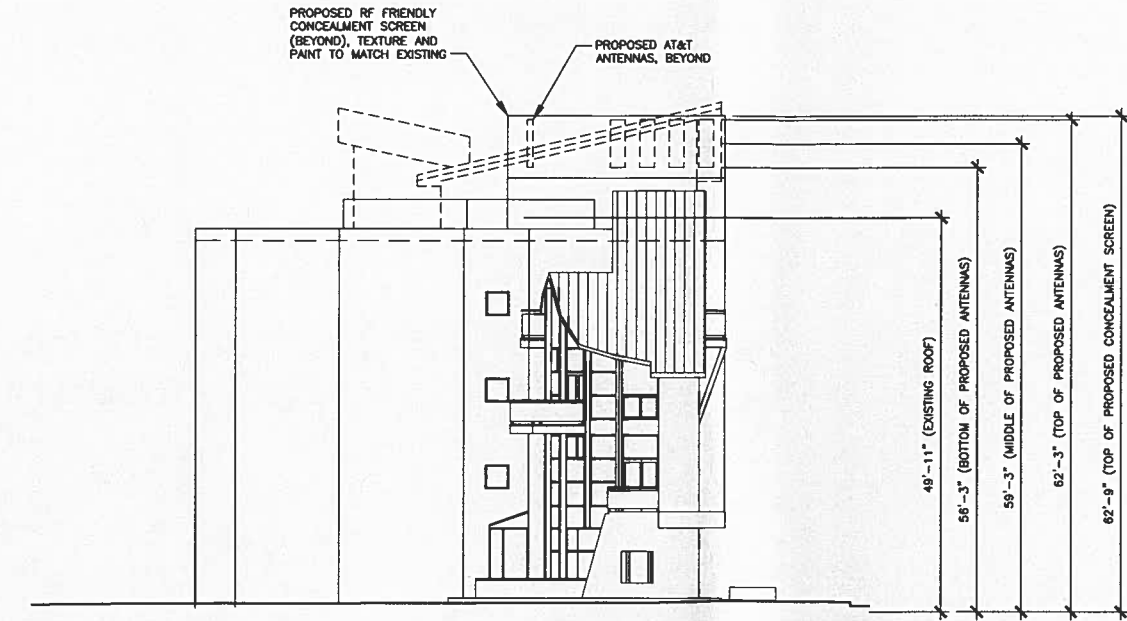 PROPOSED RF FRIENDLY
CONCEALMENT SCREEN
(BEYOND), TEXTURE AND
PAINT TO MATCH EXISTING
PROPOSED AT&T
ANTENNAS, BEYOND
49'-11" (EXISTING ROOF)
56'-3" (BOTTOM OF PROPOSED ANTENNAS)
59'-3" (MIDDLE OF PROPOSED ANTENNAS)
62'-3" (TOP OF PROPOSED ANTENNAS)
62'-9" (TOP OF PROPOSED CONCEALMENT SCREEN)